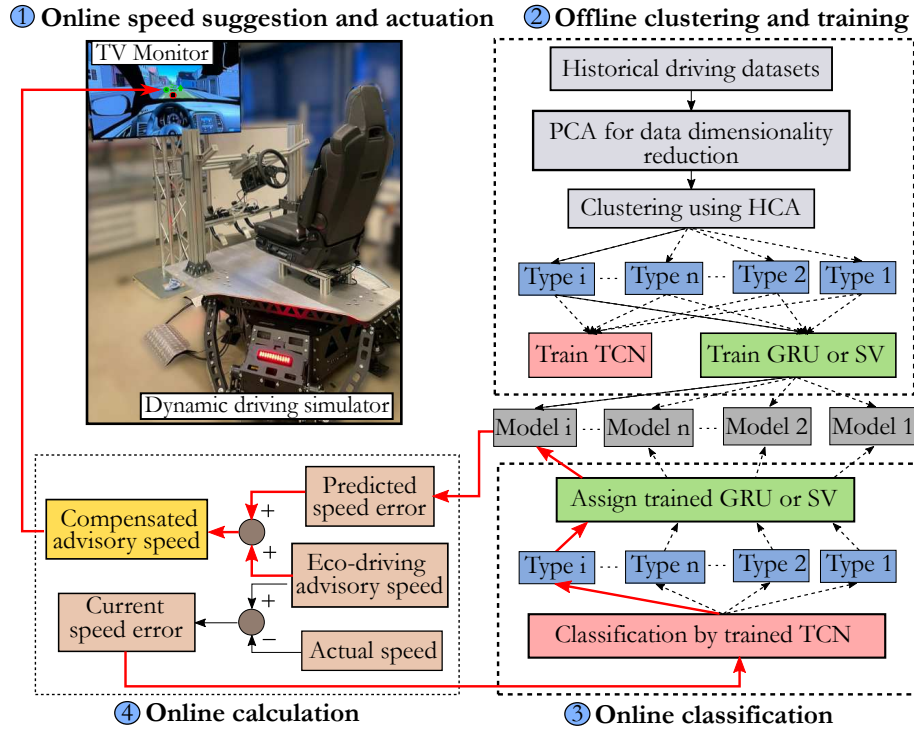 1 Online speed suggestion and actuation
TV Monitor
Dynamic driving simulator
2 Offline clustering and training
Historical driving datasets
PCA for data dimensionality
reduction
Clustering using HCA
Type i
Type n
Type 2
Type 1
Train TCN
Train GRU or SV
Model i
Model n
Model 2
Model 1
Assign trained GRU or SV
Type i
Type n
Type 2
Type 1
Classification by trained TCN
3 Online classification
Predicted
speed error
Compensated
advisory speed
+
+
Eco-driving
advisory speed
Current
speed error
+
−
Actual speed
4 Online calculation